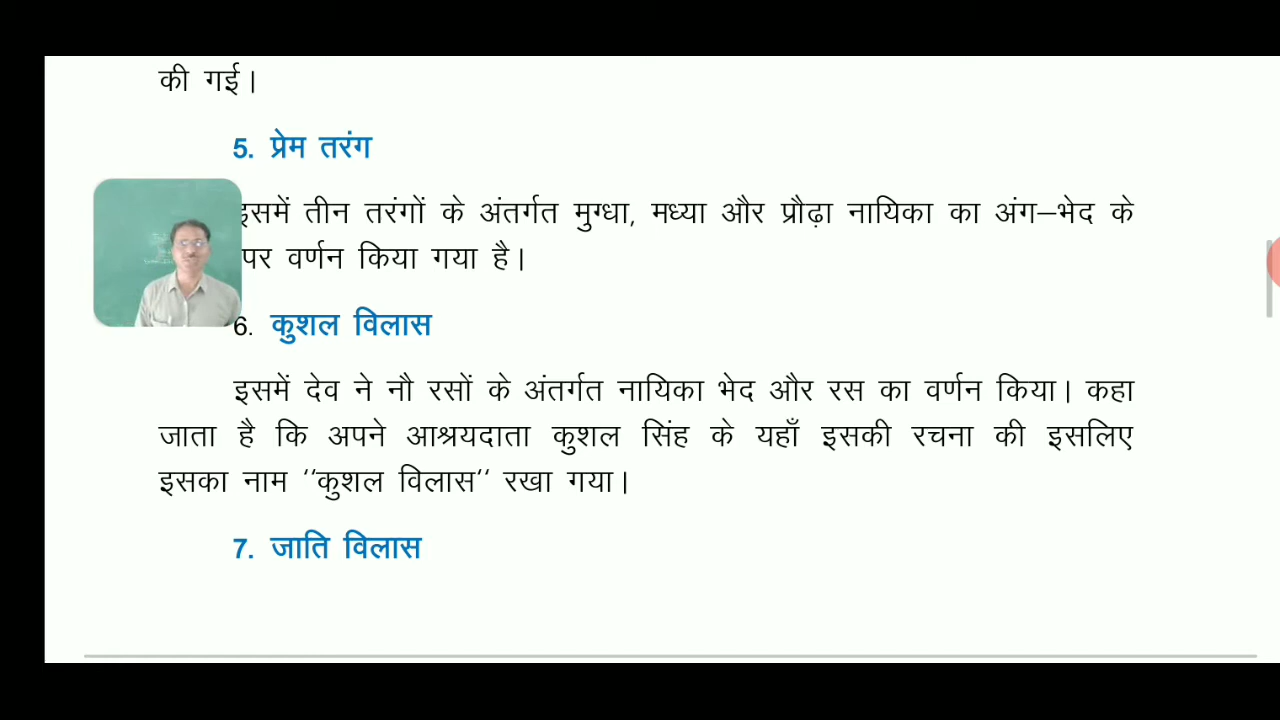 की गई।
5. प्रेम तरंग
इसमें तीन तरंगों के अंतर्गत मुग्धा, मध्या और प्रौढ़ा नायिका का अंग–भेद के
पर वर्णन किया गया है।
6. कुशल विलास
इसमें देव ने नौ रसों के अंतर्गत नायिका भेद और रस का वर्णन किया। कहा
जाता है कि अपने आश्रयदाता कुशल सिंह के यहाँ इसकी रचना की इसलिए
इसका नाम ''कुशल विलास'' रखा गया।
7. जाति विलास